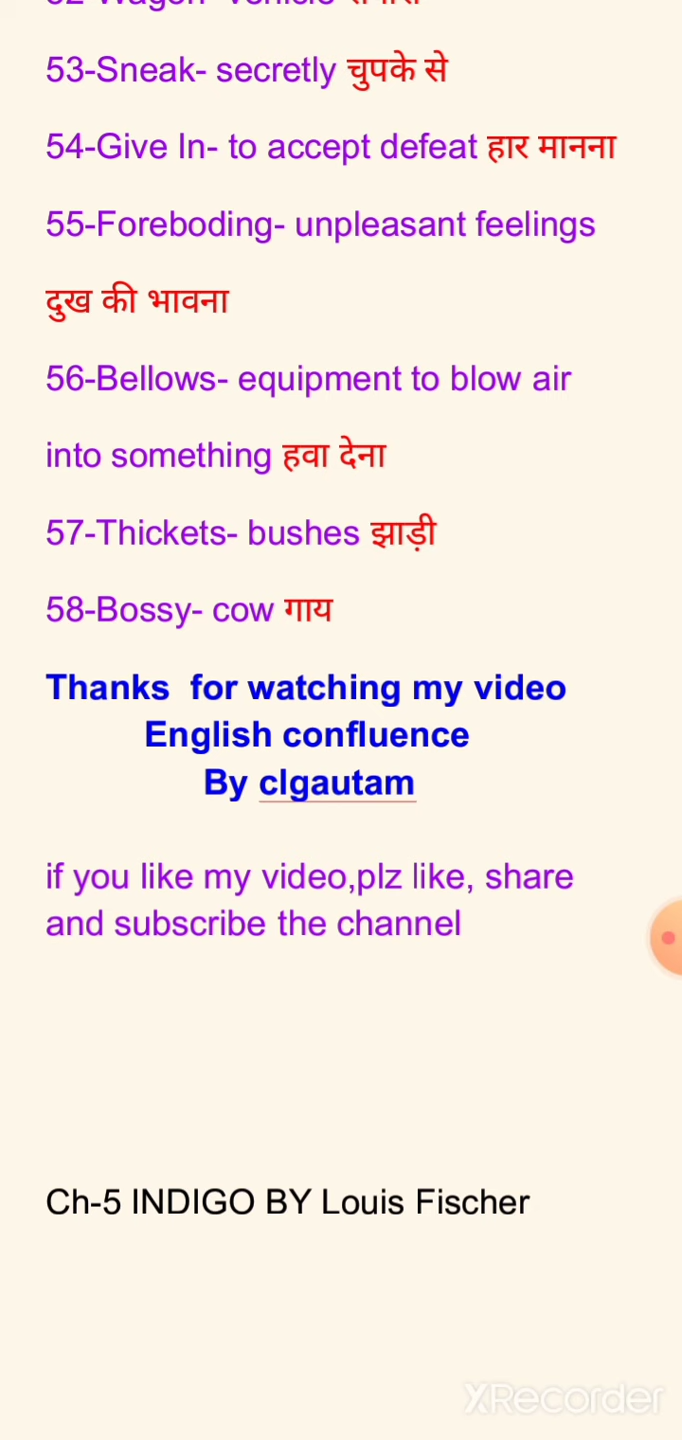 53-Sneak- secretly चुपके से
54-Give In- to accept defeat हार मानना
55-Foreboding- unpleasant feelings
दुख की भावना
56-Bellows- equipment to blow air
into something हवा देना
57-Thickets- bushes झाड़ी
58-Bossy- cow गाय
Thanks for watching my video
English confluence
By clgautam
if you like my video,plz like, share
and subscribe the channel
Ch-5 INDIGO BY Louis Fischer
XRecorder